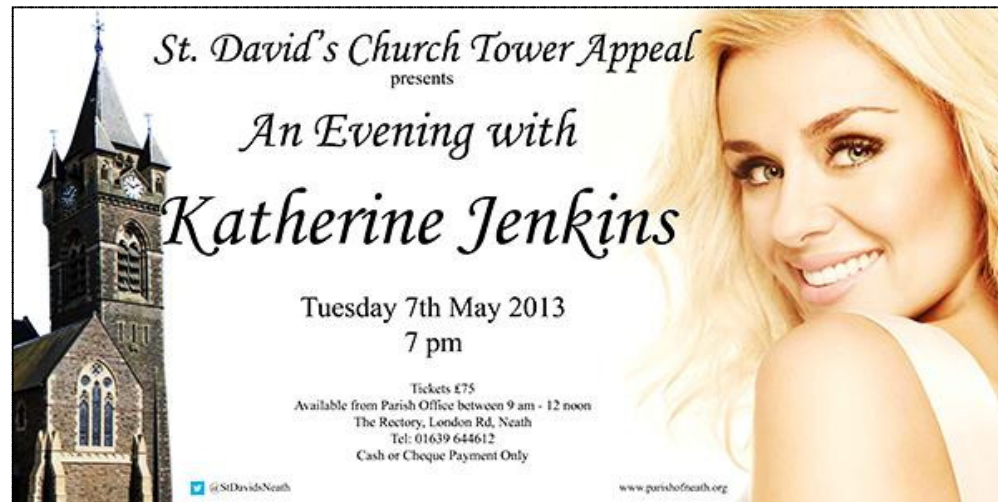 St. David's Church Tower Appeal
presents
An Evening with
Katherine Jenkins
Tuesday 7th May 2013
7 pm
Tickets £75
Available from Parish Office between 9 am - 12 noon
The Rectory, London Rd, Neath
Tel: 01639 644612
Cash or Cheque Payment Only
@StDavidsNeath
www.parishofneath.org